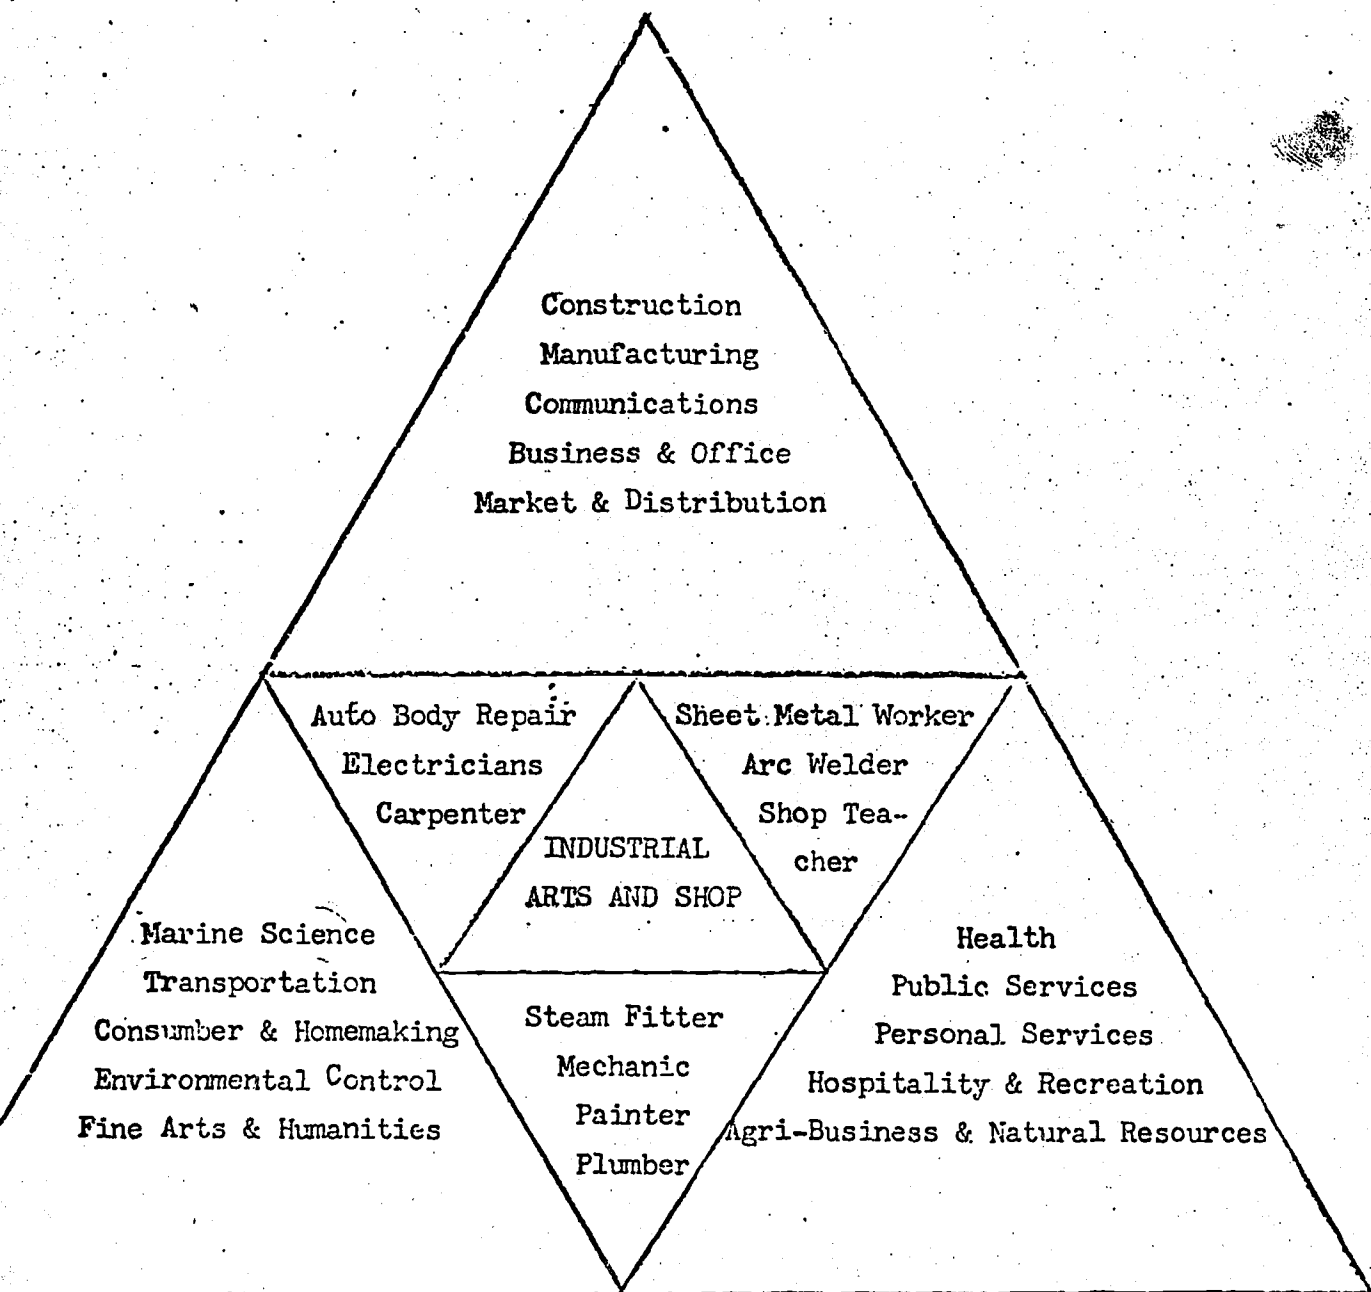 Construction
Manufacturing
Communications
Business & Office
Market & Distribution
Auto Body Repair
Electricians
Carpenter
Sheet Metal Worker
Arc Welder
Shop Tea-
cher
INDUSTRIAL
ARTS AND SHOP
Marine Science
Transportation
Consumber & Homemaking
Environmental Control
Fine Arts & Humanities
Steam Fitter
Mechanic
Painter
Plumber
Health
Public Services
Personal Services
Hospitality & Recreation
Agri-Business & Natural Resources